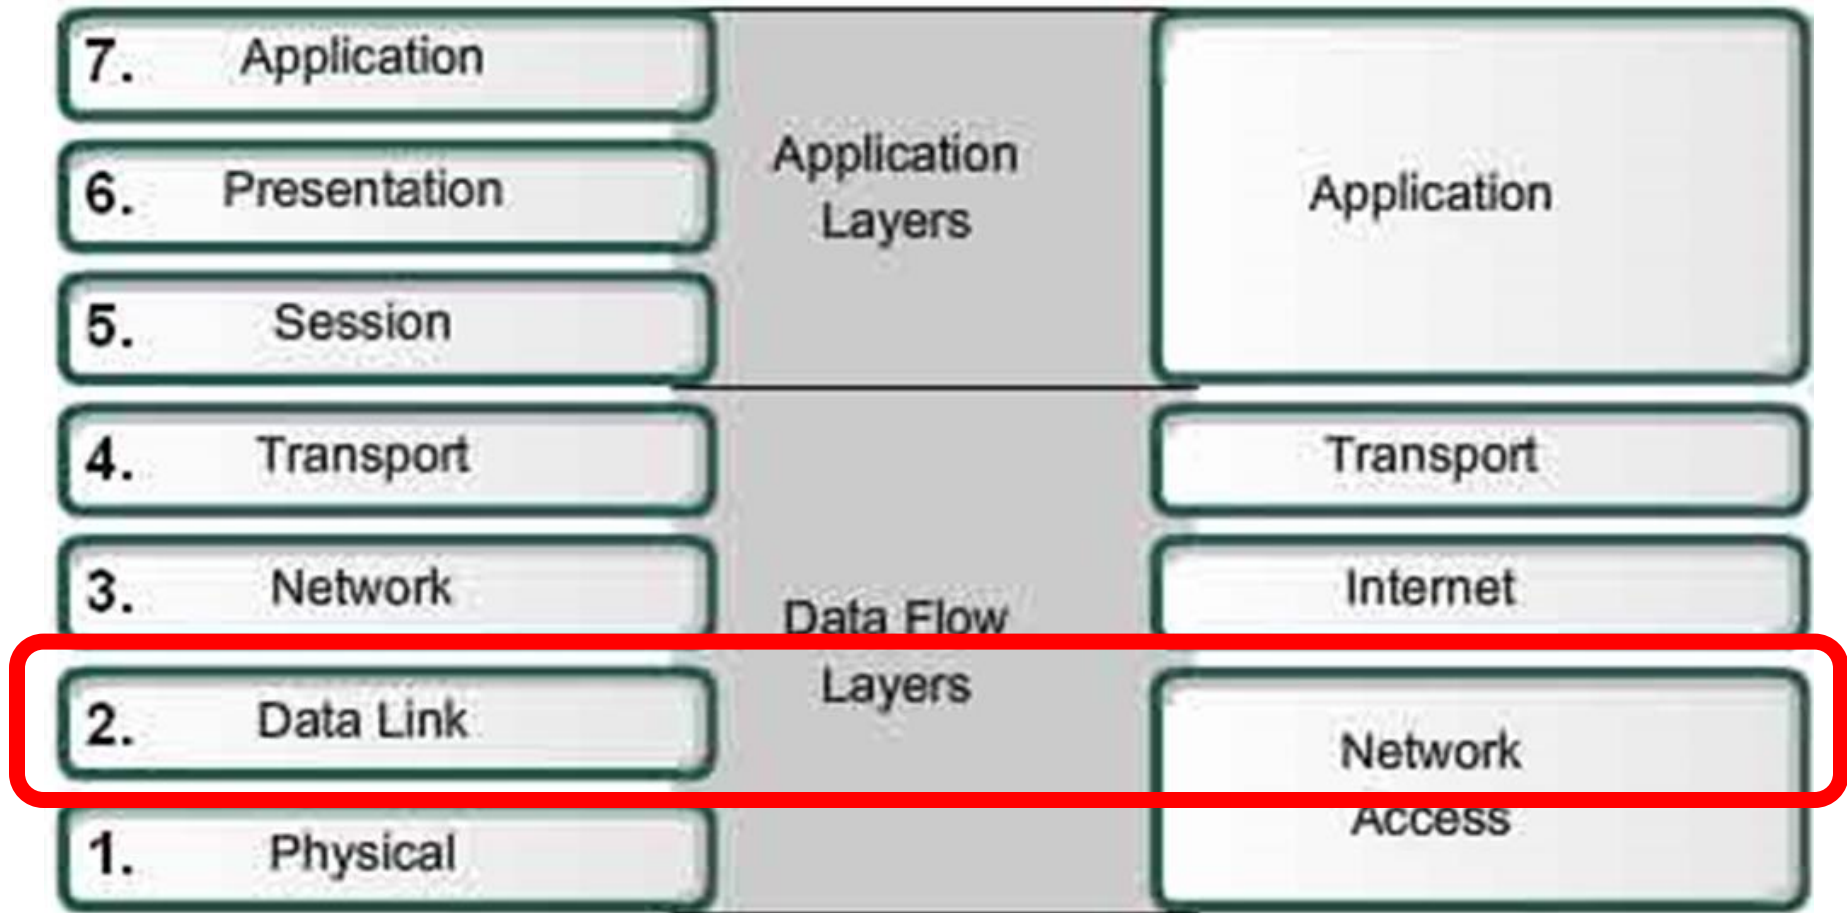 7. Application
6. Presentation
5. Session
4. Transport
3. Network
2. Data Link
1. Physical
Application
Layers
Data Flow
Layers
Application
Transport
Internet
Network
Access